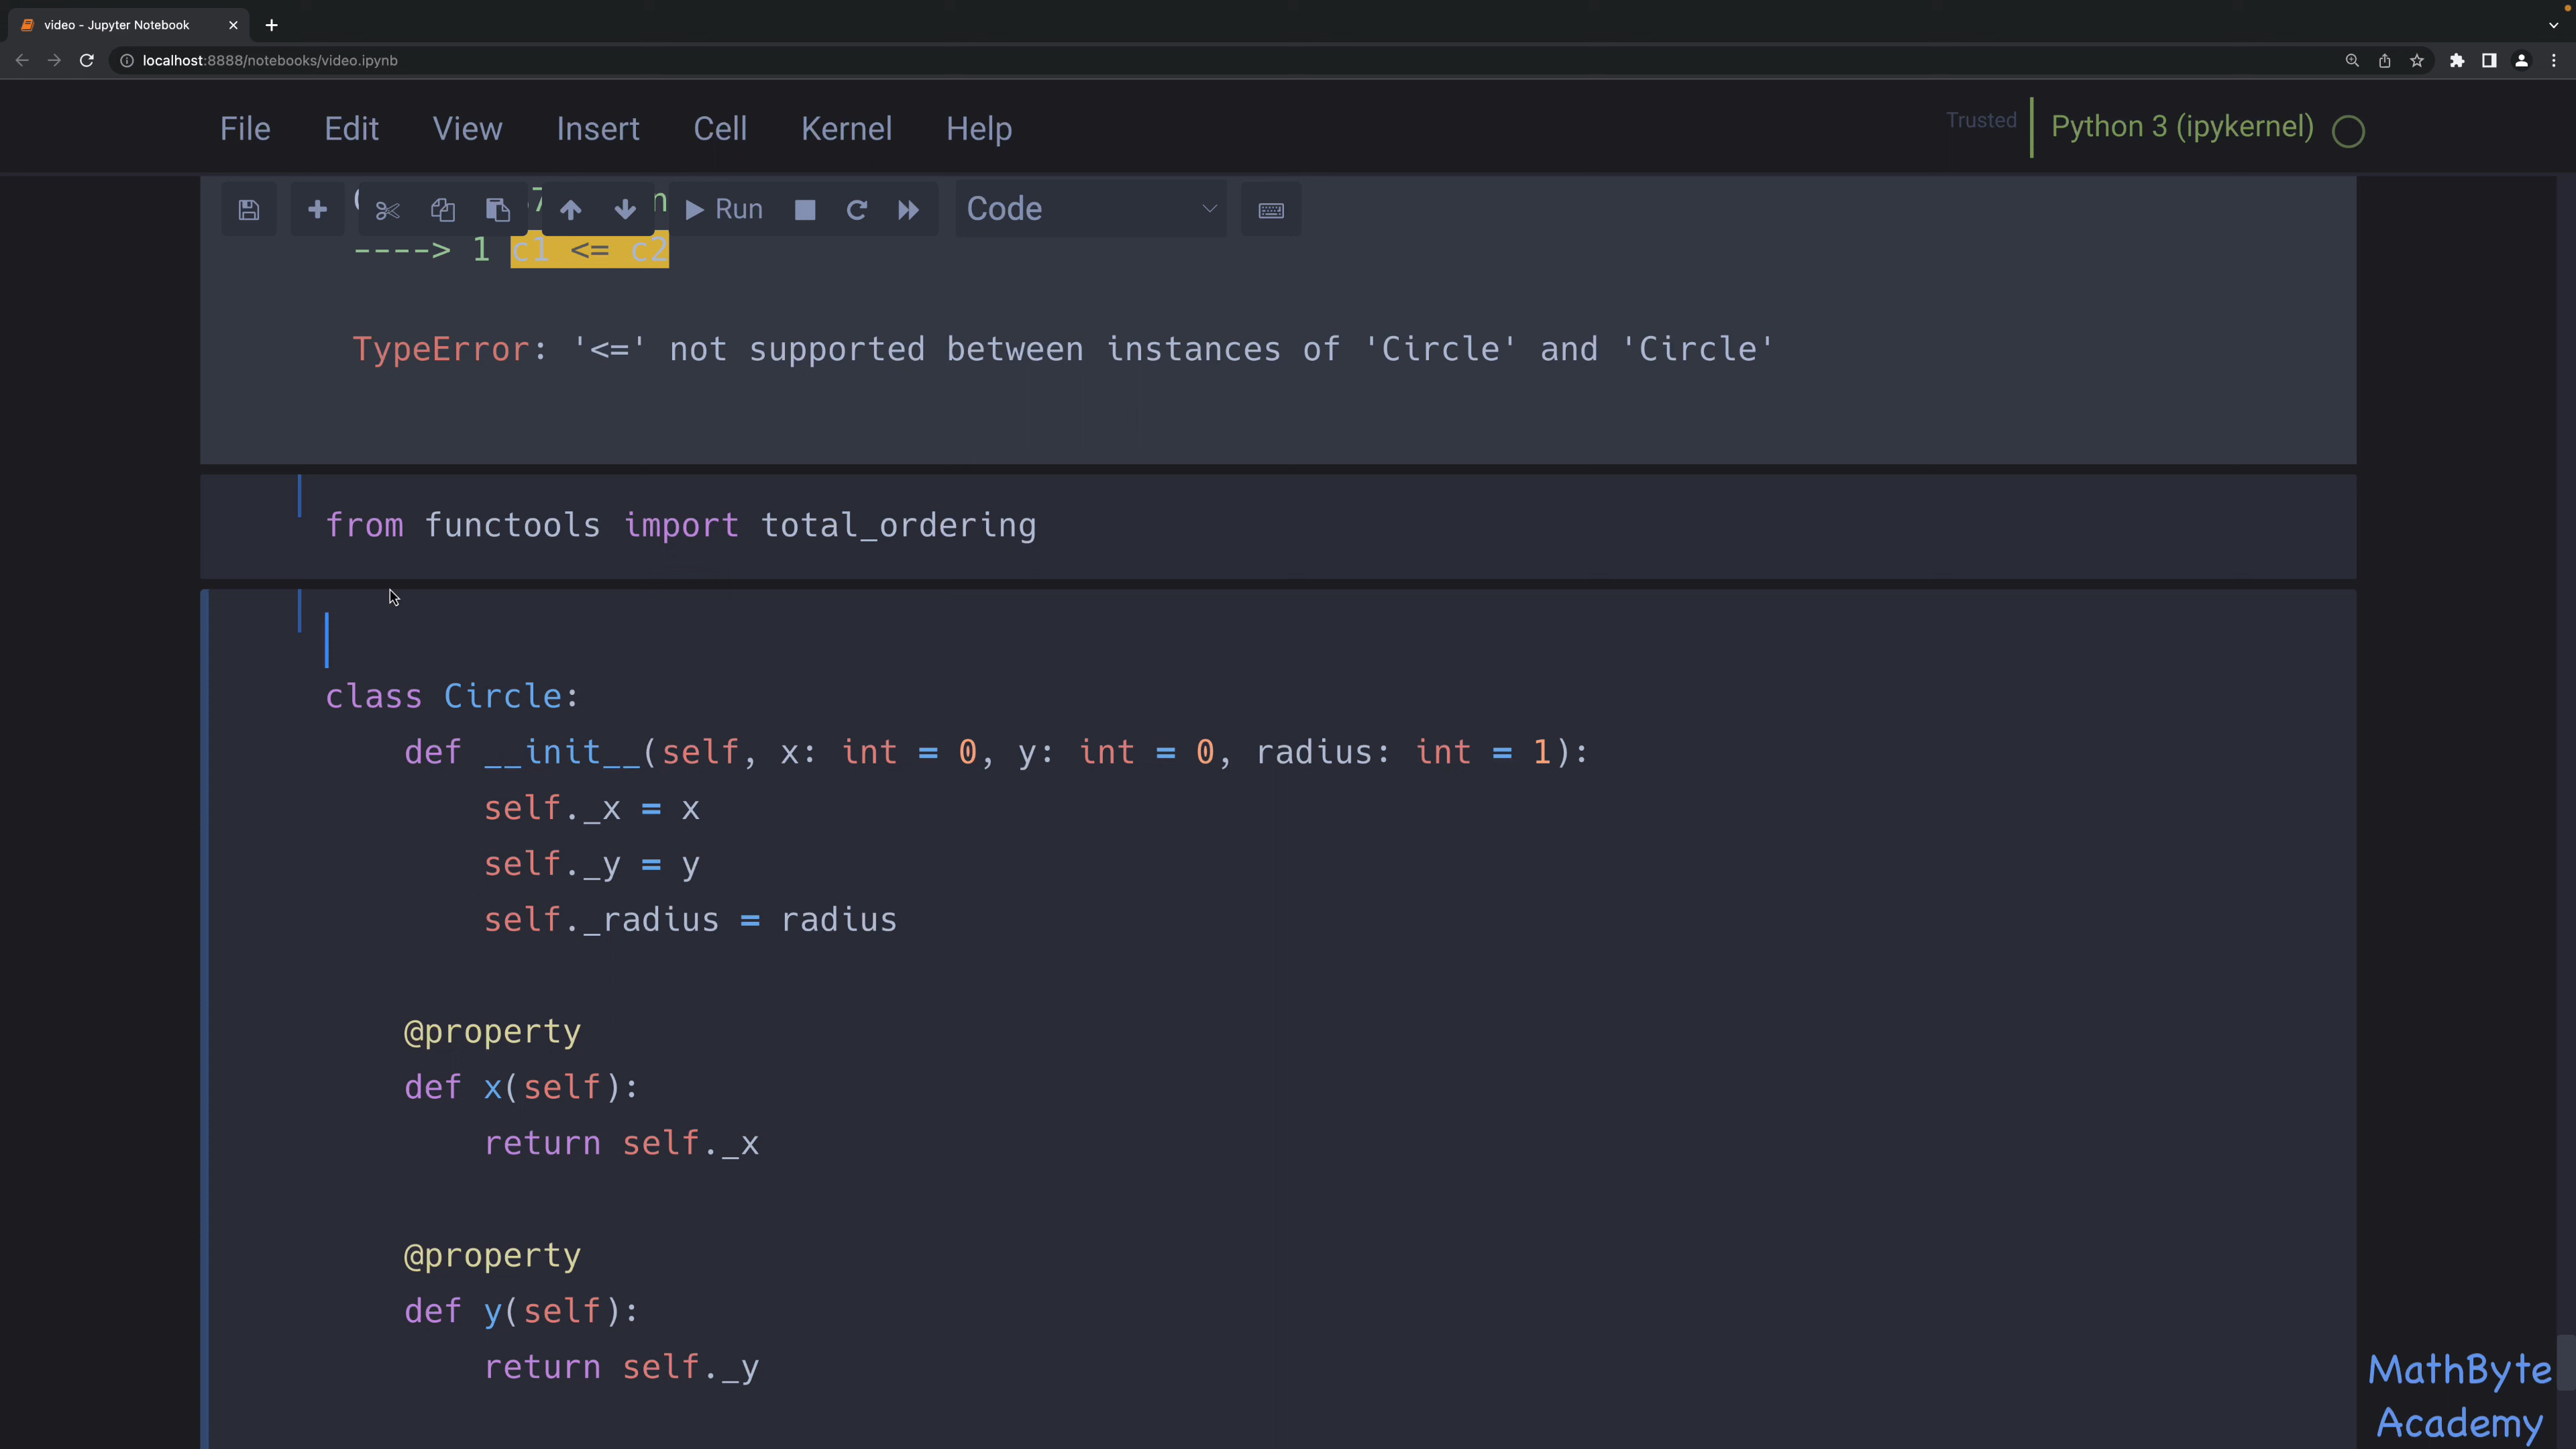 video - Jupyter Notebook
localhost:8888/notebooks/video.ipynb
File Edit View Insert Cell Kernel Help
Trusted
Python 3 (ipykernel)
Run
Code
----> 1 c1 <= c2
TypeError: '<=' not supported between instances of 'Circle' and 'Circle'
from functools import total_ordering
class Circle:
    def __init__(self, x: int = 0, y: int = 0, radius: int = 1):
        self._x = x
        self._y = y
        self._radius = radius
    @property
    def x(self):
        return self._x
    @property
    def y(self):
        return self._y
MathByte
Academy